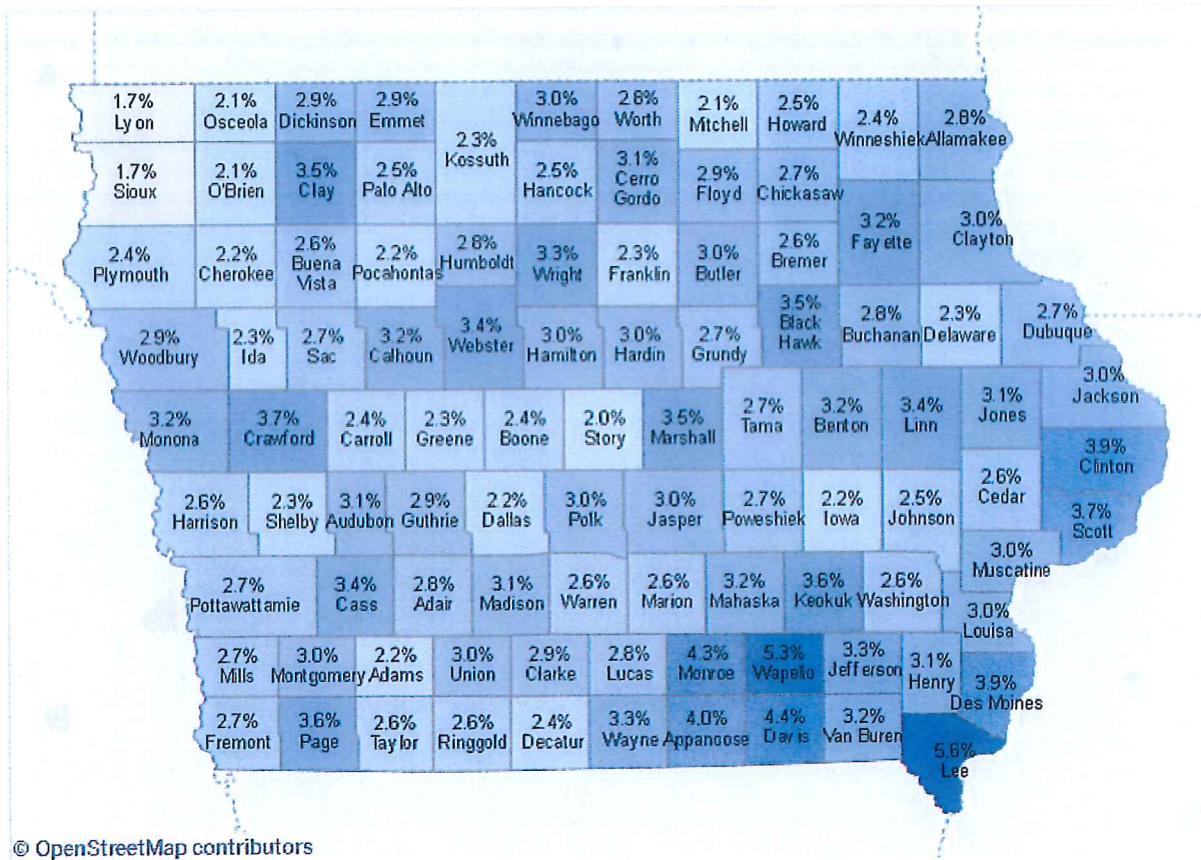 1.7%
Lyon
2.1%
Osceola
2.9%
Dickinson
2.9%
Emmet
2.3%
Kossuth
3.0%
Winnebago
2.8%
Worth
2.1%
Mitchell
2.5%
Howard
2.4%
Winneshiek
2.8%
Allamakee
1.7%
Sioux
2.1%
O'Brien
3.5%
Clay
2.5%
Palo Alto
2.5%
Hancock
3.1%
Cerro
Gordo
2.9%
Floyd
2.7%
Chickasaw
3.2%
Fayette
3.0%
Clayton
2.4%
Plymouth
2.2%
Cherokee
2.6%
Buena
Vista
2.2%
Pocahontas
2.8%
Humboldt
3.3%
Wright
2.3%
Franklin
3.0%
Butler
2.6%
Bremer
2.9%
Woodbury
2.3%
Ida
2.7%
Sac
3.2%
Calhoun
3.4%
Webster
3.0%
Hamilton
3.0%
Hardin
2.7%
Grundy
3.5%
Black
Hawk
2.8%
Buchanan
2.3%
Delaware
2.7%
Dubuque
3.2%
Monona
3.7%
Crawford
2.4%
Carroll
2.3%
Greene
2.4%
Boone
2.0%
Story
3.5%
Marshall
2.7%
Tama
3.2%
Benton
3.4%
Linn
3.1%
Jones
3.0%
Jackson
3.9%
Clinton
2.6%
Harrison
2.3%
Shelby
3.1%
Audubon
2.9%
Guthrie
2.2%
Dallas
3.0%
Polk
3.0%
Jasper
2.7%
Poweshiek
2.2%
Iowa
2.5%
Johnson
2.6%
Cedar
3.7%
Scott
3.0%
Muscatine
2.7%
Pottawattamie
3.4%
Cass
2.8%
Adair
3.1%
Madison
2.6%
Warren
2.6%
Marion
3.2%
Mahaska
3.6%
Keokuk
2.6%
Washington
3.0%
Louisa
2.7%
Mills
3.0%
Montgomery
2.2%
Adams
3.0%
Union
2.9%
Clarke
2.8%
Lucas
4.3%
Monroe
5.3%
Wapello
3.3%
Jefferson
3.1%
Henry
3.9%
Des Moines
2.7%
Fremont
3.6%
Page
2.6%
Taylor
2.6%
Ringgold
2.4%
Decatur
3.3%
Wayne
4.0%
Appanoose
4.4%
Davis
3.2%
Van Buren
5.6%
Lee
© OpenStreetMap contributors